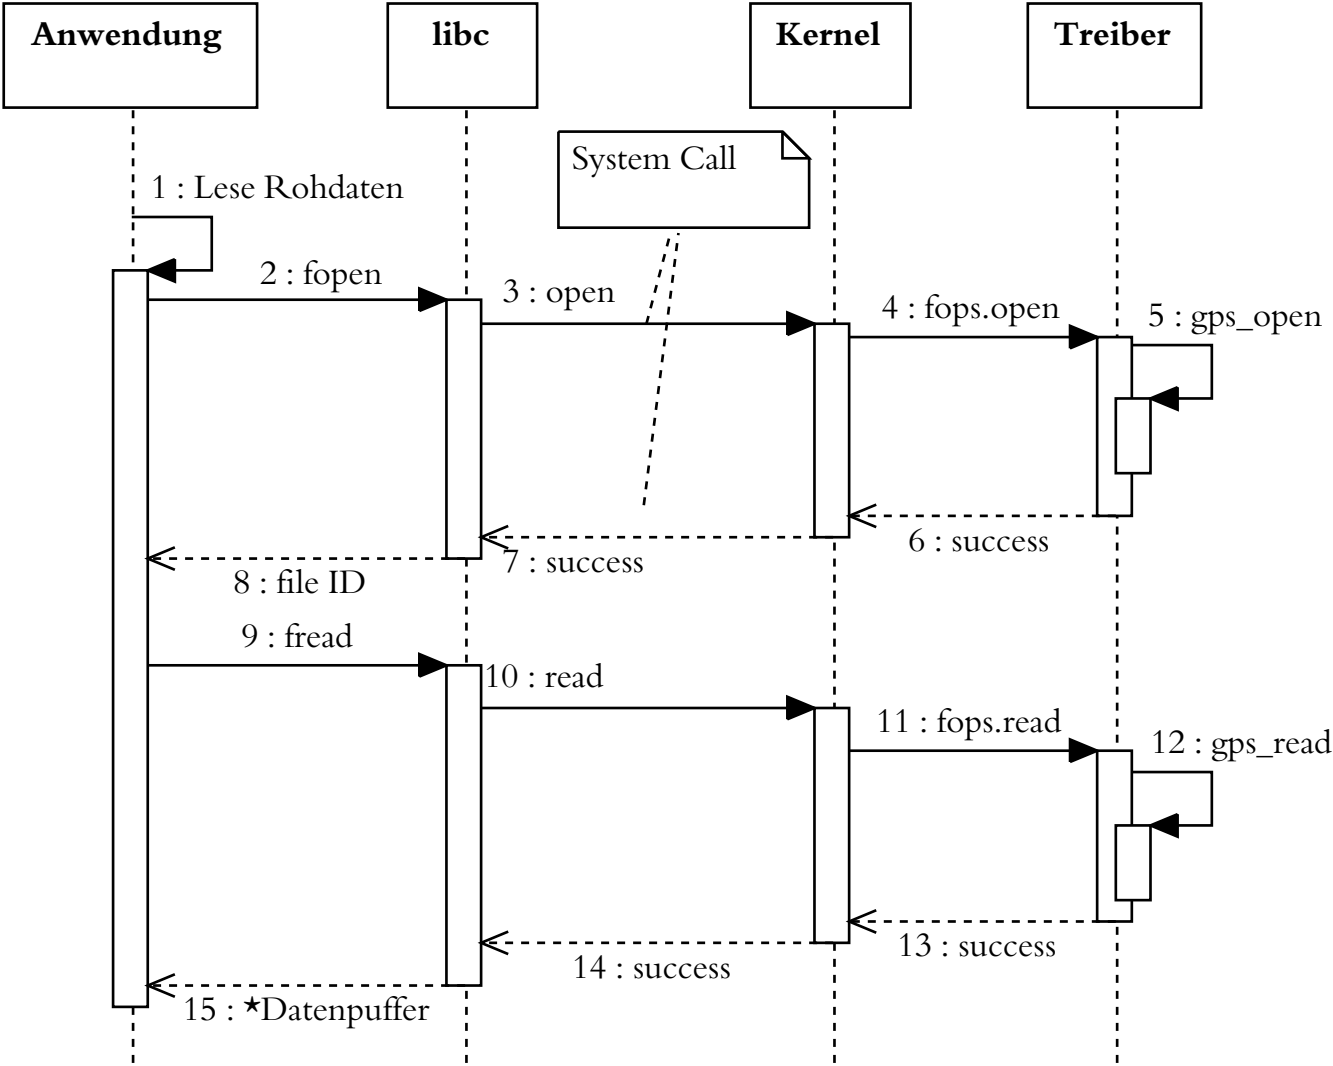 Anwendung
libc
Kernel
Treiber
System Call
1 : Lese Rohdaten
2 : fopen
3 : open
4 : fops.open
5 : gps_open
6 : success
7 : success
8 : file ID
9 : fread
10 : read
11 : fops.read
12 : gps_read
13 : success
14 : success
15 : *Datenpuffer